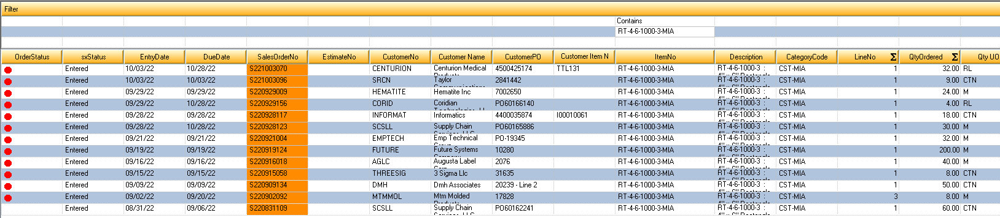 Filter
Contains
RT-4-6-1000-3-MIA
OrderStatus sxStatus EntryDate DueDate SalesOrderNo EstimateNo CustomerNo Customer Name CustomerPO Customer Item N ItemNo Description CategoryCode LineNo Σ QtyOrdered Σ Qty UO
Entered 10/03/22 10/28/22 S221003070 CENTURION Centurion Medical 4500425174 TTL131 RT-4-6-1000-3-MIA RT-4-6-1000-3 : CST-MIA 1 32.00 RL
Entered 10/03/22 10/03/22 S221003096 SRCN Taylor 2841442 RT-4-6-1000-3-MIA RT-4-6-1000-3 : CST-MIA 1 9.00 CTN
Entered 09/29/22 09/29/22 S220929009 HEMATITE Hematite Inc 7002650 RT-4-6-1000-3-MIA RT-4-6-1000-3 : CST-MIA 1 24.00 M
Entered 09/29/22 09/29/22 S220929156 CORID Coridian PO60166140 RT-4-6-1000-3-MIA RT-4-6-1000-3 : CST-MIA 1 4.00 RL
Entered 09/28/22 09/28/22 S220928117 INFORMAT Informatics 4400035874 I00010061 RT-4-6-1000-3-MIA RT-4-6-1000-3 : CST-MIA 1 18.00 CTN
Entered 09/28/22 10/28/22 S220928123 SCSLL Supply Chain PO60165886 RT-4-6-1000-3-MIA RT-4-6-1000-3 : CST-MIA 1 30.00 M
Entered 09/21/22 09/21/22 S220921004 EMPTECH Emp Technical PO-19345 RT-4-6-1000-3-MIA RT-4-6-1000-3 : CST-MIA 1 32.00 M
Entered 09/19/22 09/19/22 S220919124 FUTURE Future Systems 10280 RT-4-6-1000-3-MIA RT-4-6-1000-3 : CST-MIA 1 200.00 M
Entered 09/16/22 09/16/22 S220916018 AGLC Augusta Label 2076 RT-4-6-1000-3-MIA RT-4-6-1000-3 : CST-MIA 1 40.00 M
Entered 09/15/22 09/15/22 S220915058 THREESIG 3 Sigma Llc 31635 RT-4-6-1000-3-MIA RT-4-6-1000-3 : CST-MIA 1 8.00 CTN
Entered 09/09/22 09/09/22 S220909134 DMH Dmh Associates 20239 - Line 2 RT-4-6-1000-3-MIA RT-4-6-1000-3 : CST-MIA 1 50.00 CTN
Entered 09/02/22 09/20/22 S220902092 MTMMOL Mtm Molded 17828 RT-4-6-1000-3-MIA RT-4-6-1000-3 : CST-MIA 3 8.00 M
Entered 08/31/22 09/06/22 S220831109 SCSLL Supply Chain PO60162241 RT-4-6-1000-3-MIA RT-4-6-1000-3 : CST-MIA 1 60.00 CTN